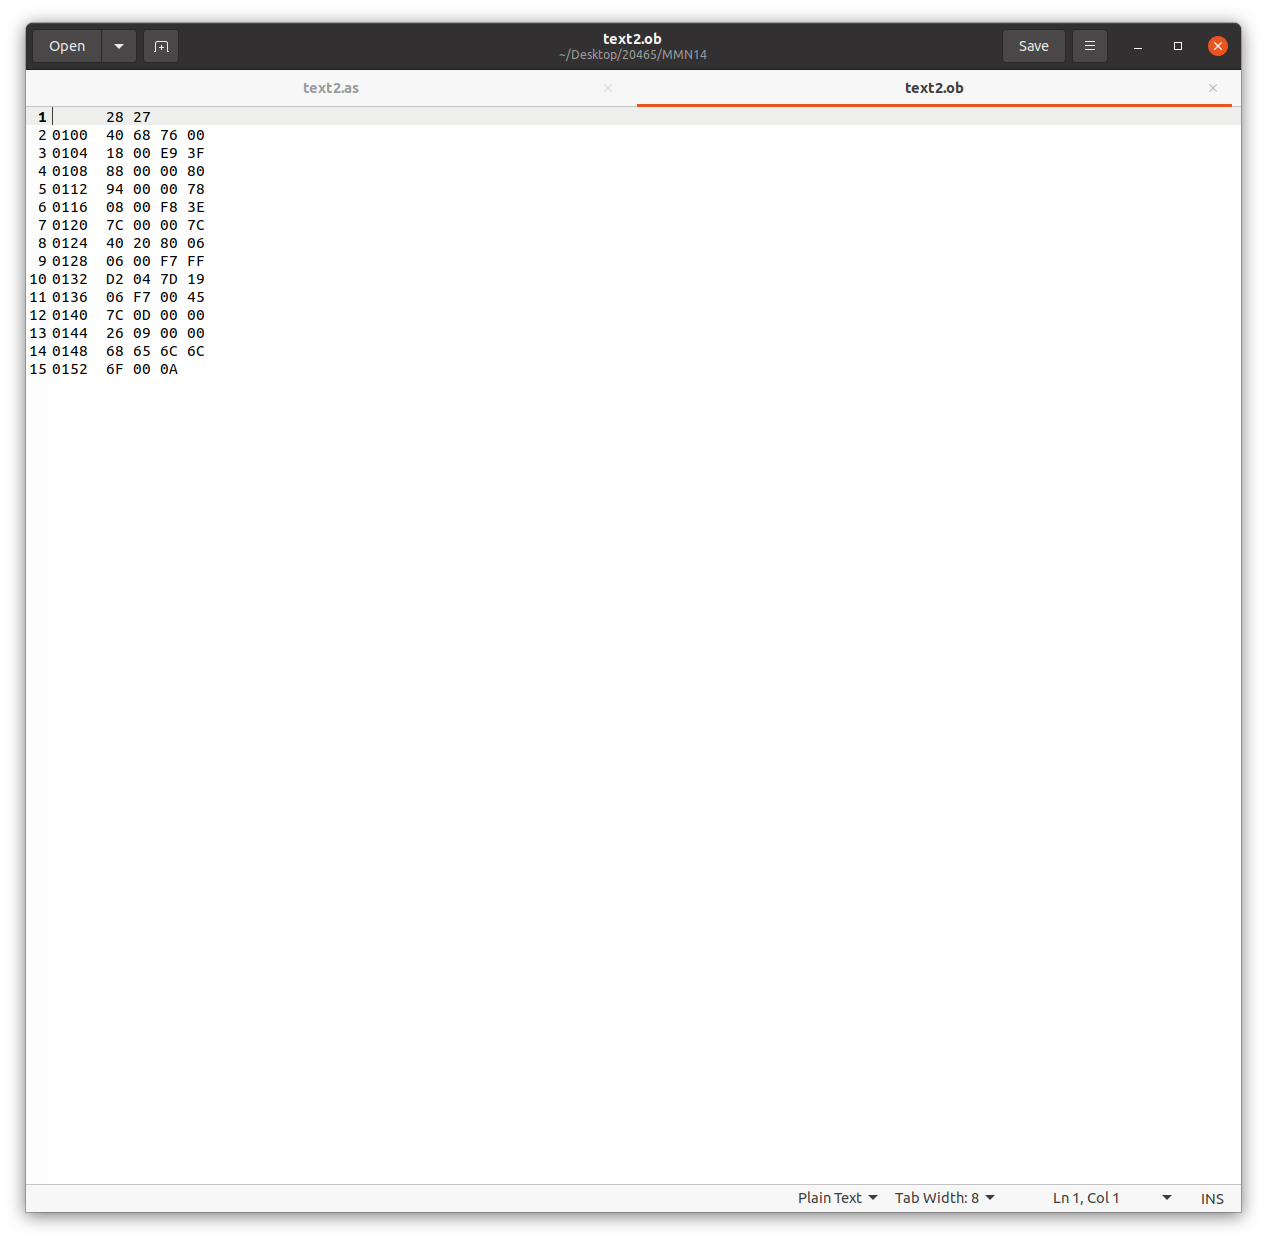 Open
text2.ob
~/Desktop/20465/MMN14
Save
text2.as
text2.ob
1       28 27
2 0100  40 68 76 00
3 0104  18 00 E9 3F
4 0108  88 00 00 80
5 0112  94 00 00 78
6 0116  08 00 F8 3E
7 0120  7C 00 00 7C
8 0124  40 20 80 06
9 0128  06 00 F7 FF
10 0132  D2 04 7D 19
11 0136  06 F7 00 45
12 0140  7C 0D 00 00
13 0144  26 09 00 00
14 0148  68 65 6C 6C
15 0152  6F 00 0A
Plain Text  Tab Width: 8  Ln 1, Col 1  INS